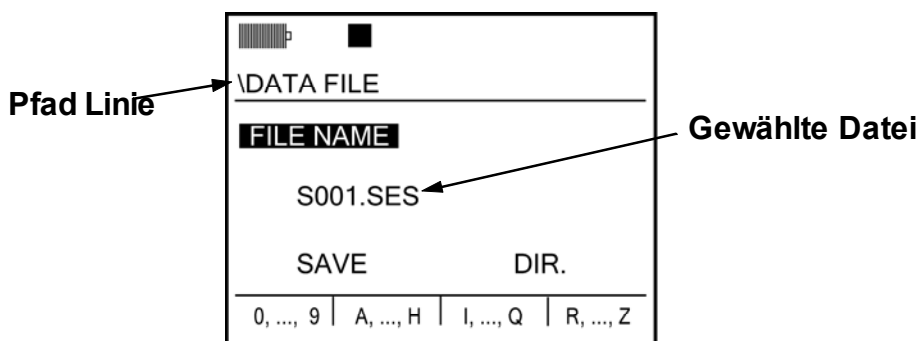 \DATA FILE
Pfad Linie
FILE NAME
Gewählte Datei
S001.SES
SAVE DIR.
0, ..., 9 A, ..., H I, ..., Q R, ..., Z